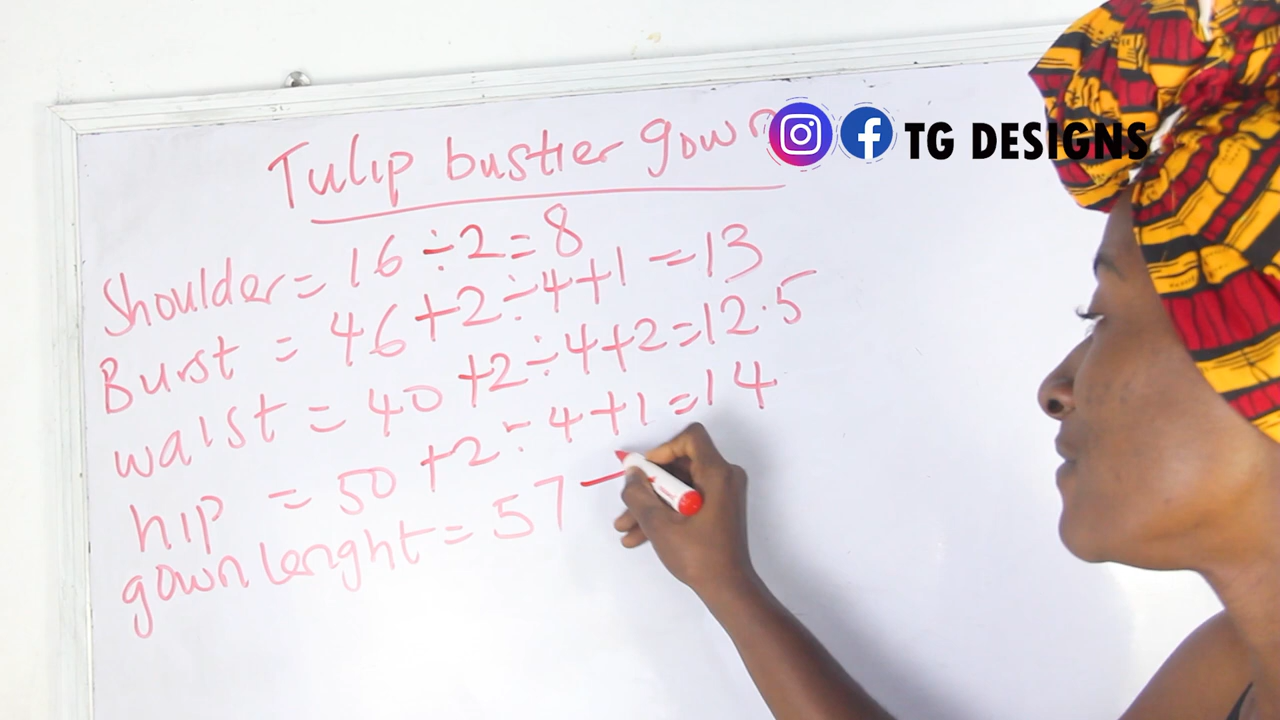 Tulip bustier gown
TG DESIGNS
Shoulder = 16 ÷ 2 = 8
Burst = 46 + 2 ÷ 4 + 1 = 13
waist = 40 + 2 ÷ 4 + 2 = 12.5
hip = 50 + 2 ÷ 4 + 1 = 14
gown lenght = 57 -